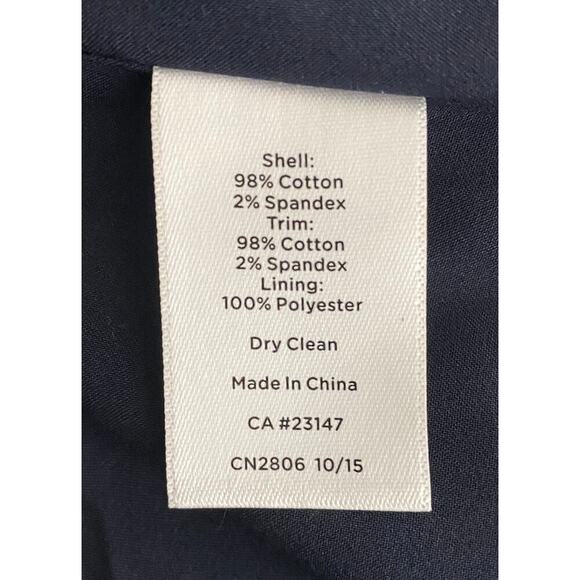 Shell:
98% Cotton
2% Spandex
Trim:
98% Cotton
2% Spandex
Lining:
100% Polyester
Dry Clean
Made In China
CA #23147
CN2806 10/15